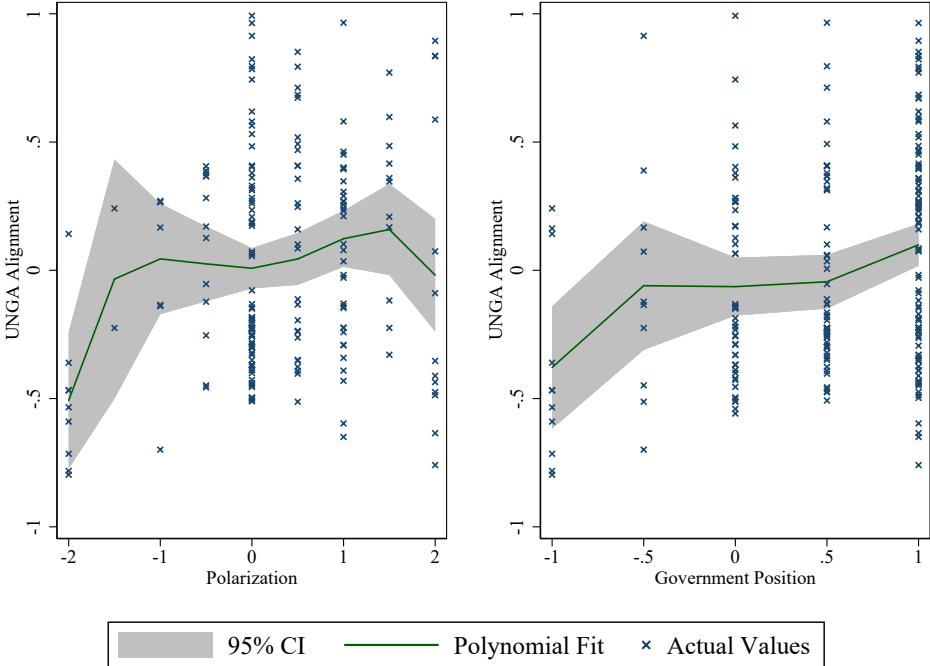 UNGA Alignment
1
.5
0
-.5
-1
-2
-1
0
1
2
Polarization
UNGA Alignment
1
.5
0
-.5
-1
-1
-.5
0
.5
1
Government Position
95% CI
Polynomial Fit
Actual Values